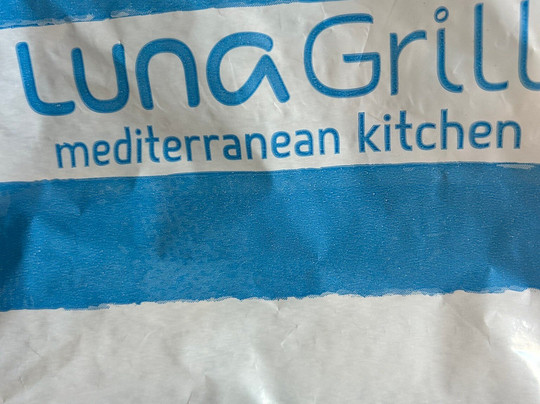 Luna Grill
mediterranean kitchen